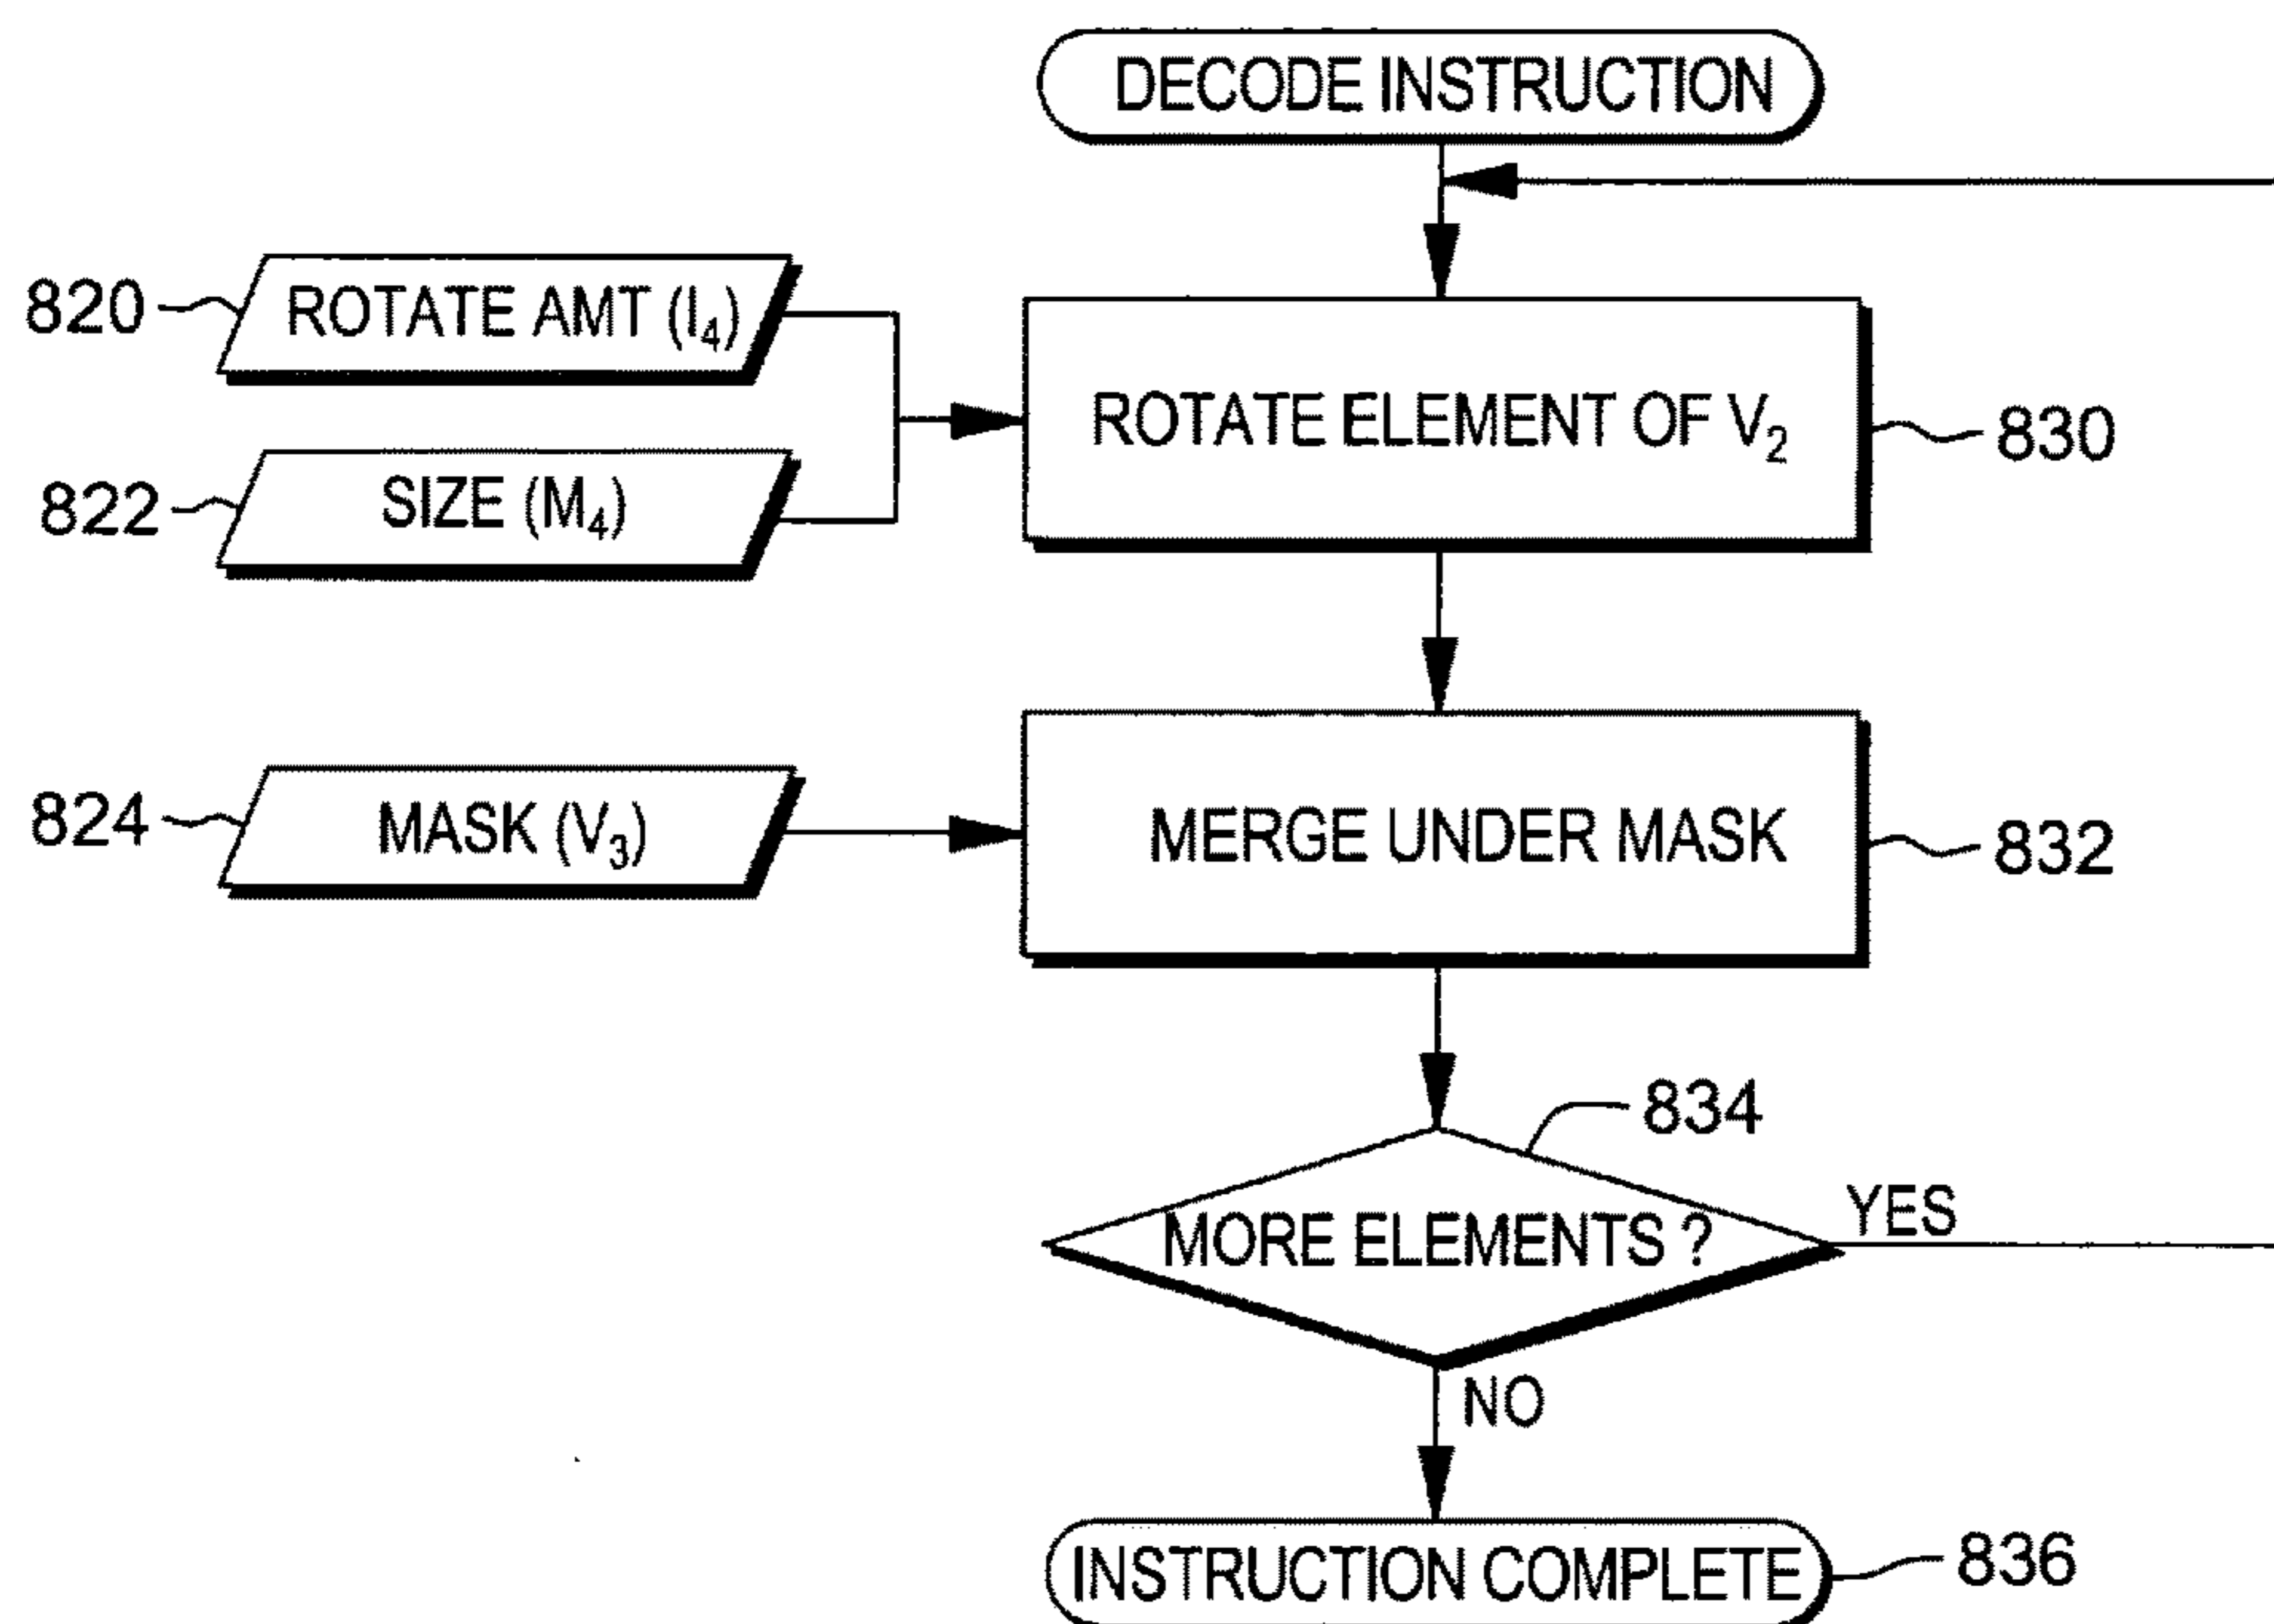 DECODE INSTRUCTION
820
ROTATE AMT (I₄)
822
SIZE (M₄)
ROTATE ELEMENT OF V₂
830
824
MASK (V₃)
MERGE UNDER MASK
832
834
MORE ELEMENTS ?
YES
NO
INSTRUCTION COMPLETE
836